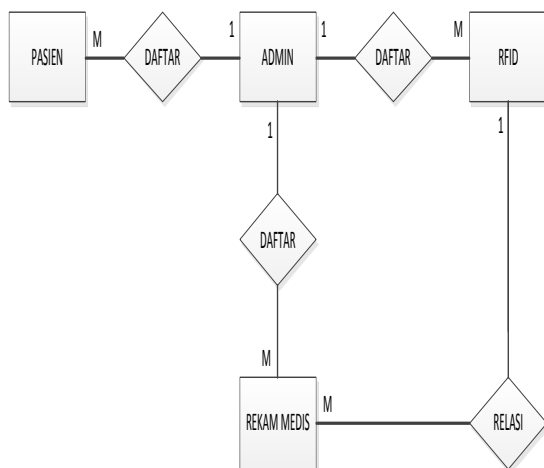 M
1
1
M
PASIEN
DAFTAR
ADMIN
DAFTAR
RFID
1
1
DAFTAR
M
M
REKAM MEDIS
RELASI